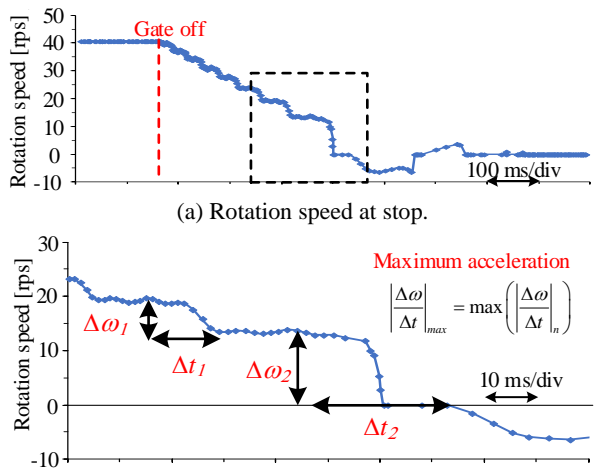 Rotation speed [rps]
50
40
30
20
10
0
-10
Gate off
100 ms/div
(a) Rotation speed at stop.
Rotation speed [rps]
30
20
10
0
-10
Δω1
Δt1
Δω2
Δt2
Maximum acceleration
|Δω/Δt|max = max(|Δω/Δt|n)
10 ms/div